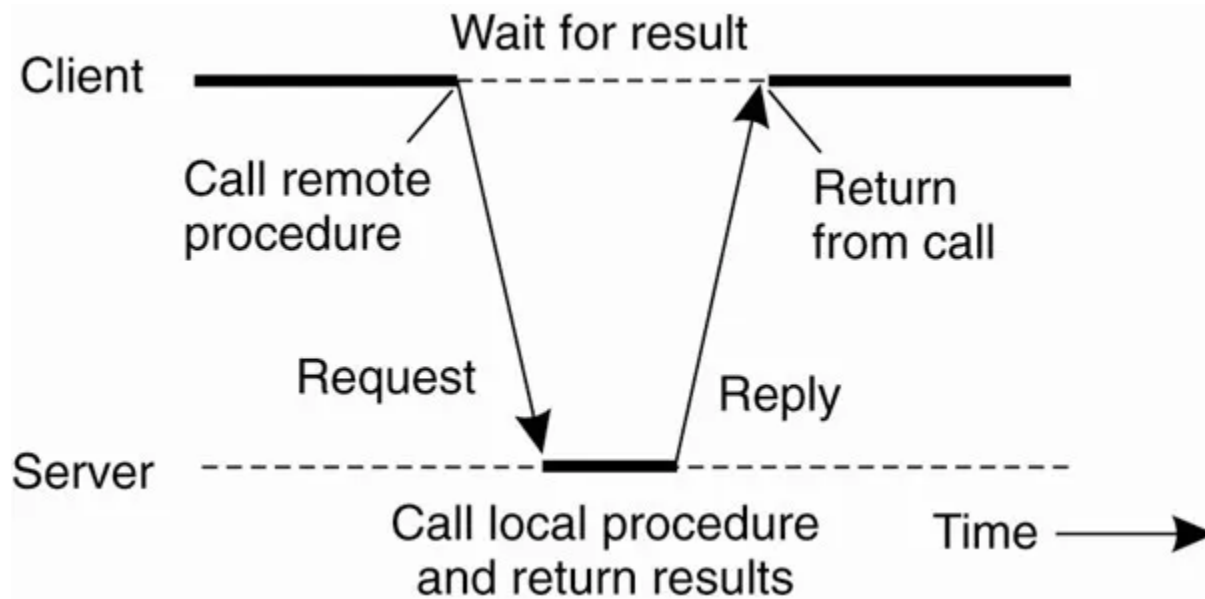 Wait for result
Client
Call remote
procedure
Return
from call
Request
Reply
Server
Call local procedure
and return results
Time